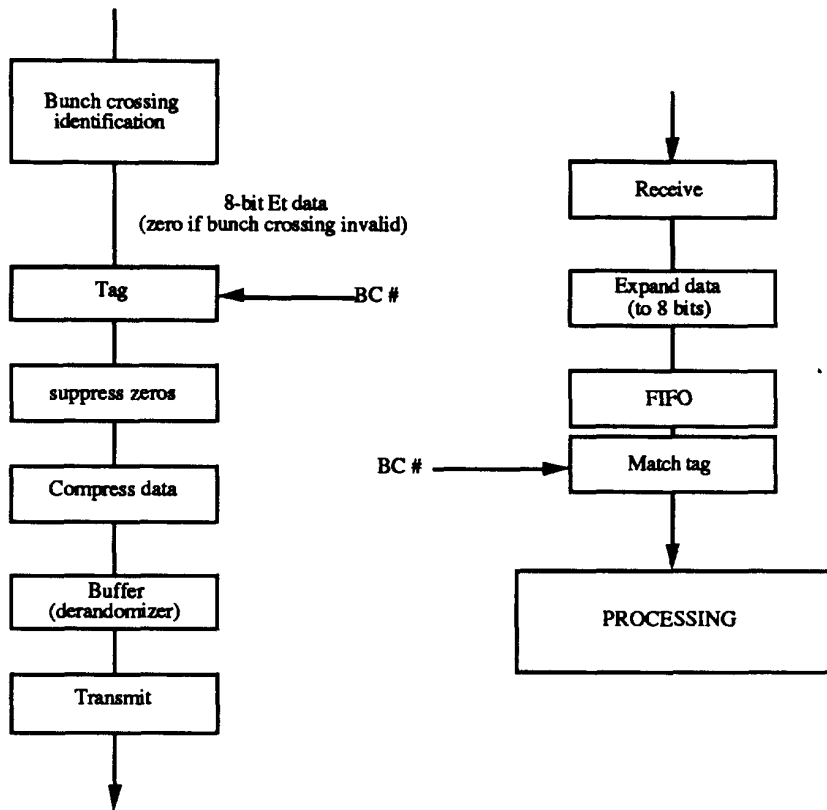 Bunch crossing
identification
8-bit Et data
(zero if bunch crossing invalid)
Tag
BC #
suppress zeros
Compress data
Buffer
(derandomizer)
Transmit
Receive
Expand data
(to 8 bits)
FIFO
BC #
Match tag
PROCESSING